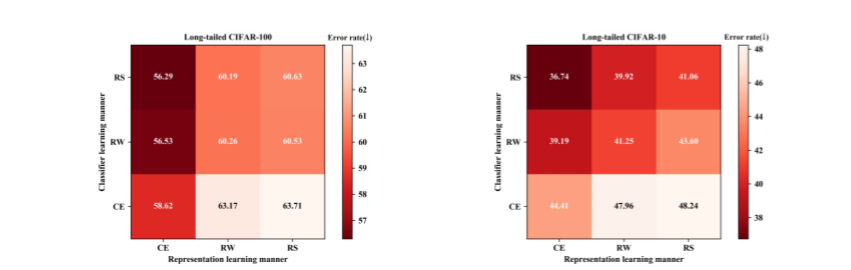 Long-tailed CIFAR-100
Error rate(↓)
Classifier learning manner
RS
56.29 60.19 60.63
RW
56.53 60.26 60.53
CE
58.62 63.17 63.71
CE RW RS
Representation learning manner
63
62
61
60
59
58
57
Long-tailed CIFAR-10
Error rate(↓)
Classifier learning manner
RS
36.74 39.92 41.06
RW
39.19 41.25 43.60
CE
44.41 47.96 48.24
CE RW RS
Representation learning manner
48
46
44
42
40
38